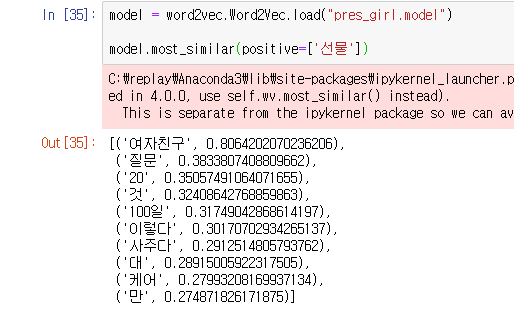 In [35]: model = word2vec.Word2Vec.load("pres_girl.model")
model.most_similar(positive=['선물'])
C:\replay\Anaconda3\lib\site-packages\ipykernel_launcher.p
ed in 4.0.0, use self.wv.most_similar() instead).
This is separate from the ipykernel package so we can av
Out[35]: [('여자친구', 0.8064202070236206),
('질문', 0.3833807408809662),
('20', 0.35057491064071655),
('것', 0.32408642768859863),
('100일', 0.31749042868614197),
('이렇다', 0.30170702934265137),
('사주다', 0.2912514805793762),
('대', 0.28915005922317505),
('케어', 0.27993208169937134),
('만', 0.274871826171875)]